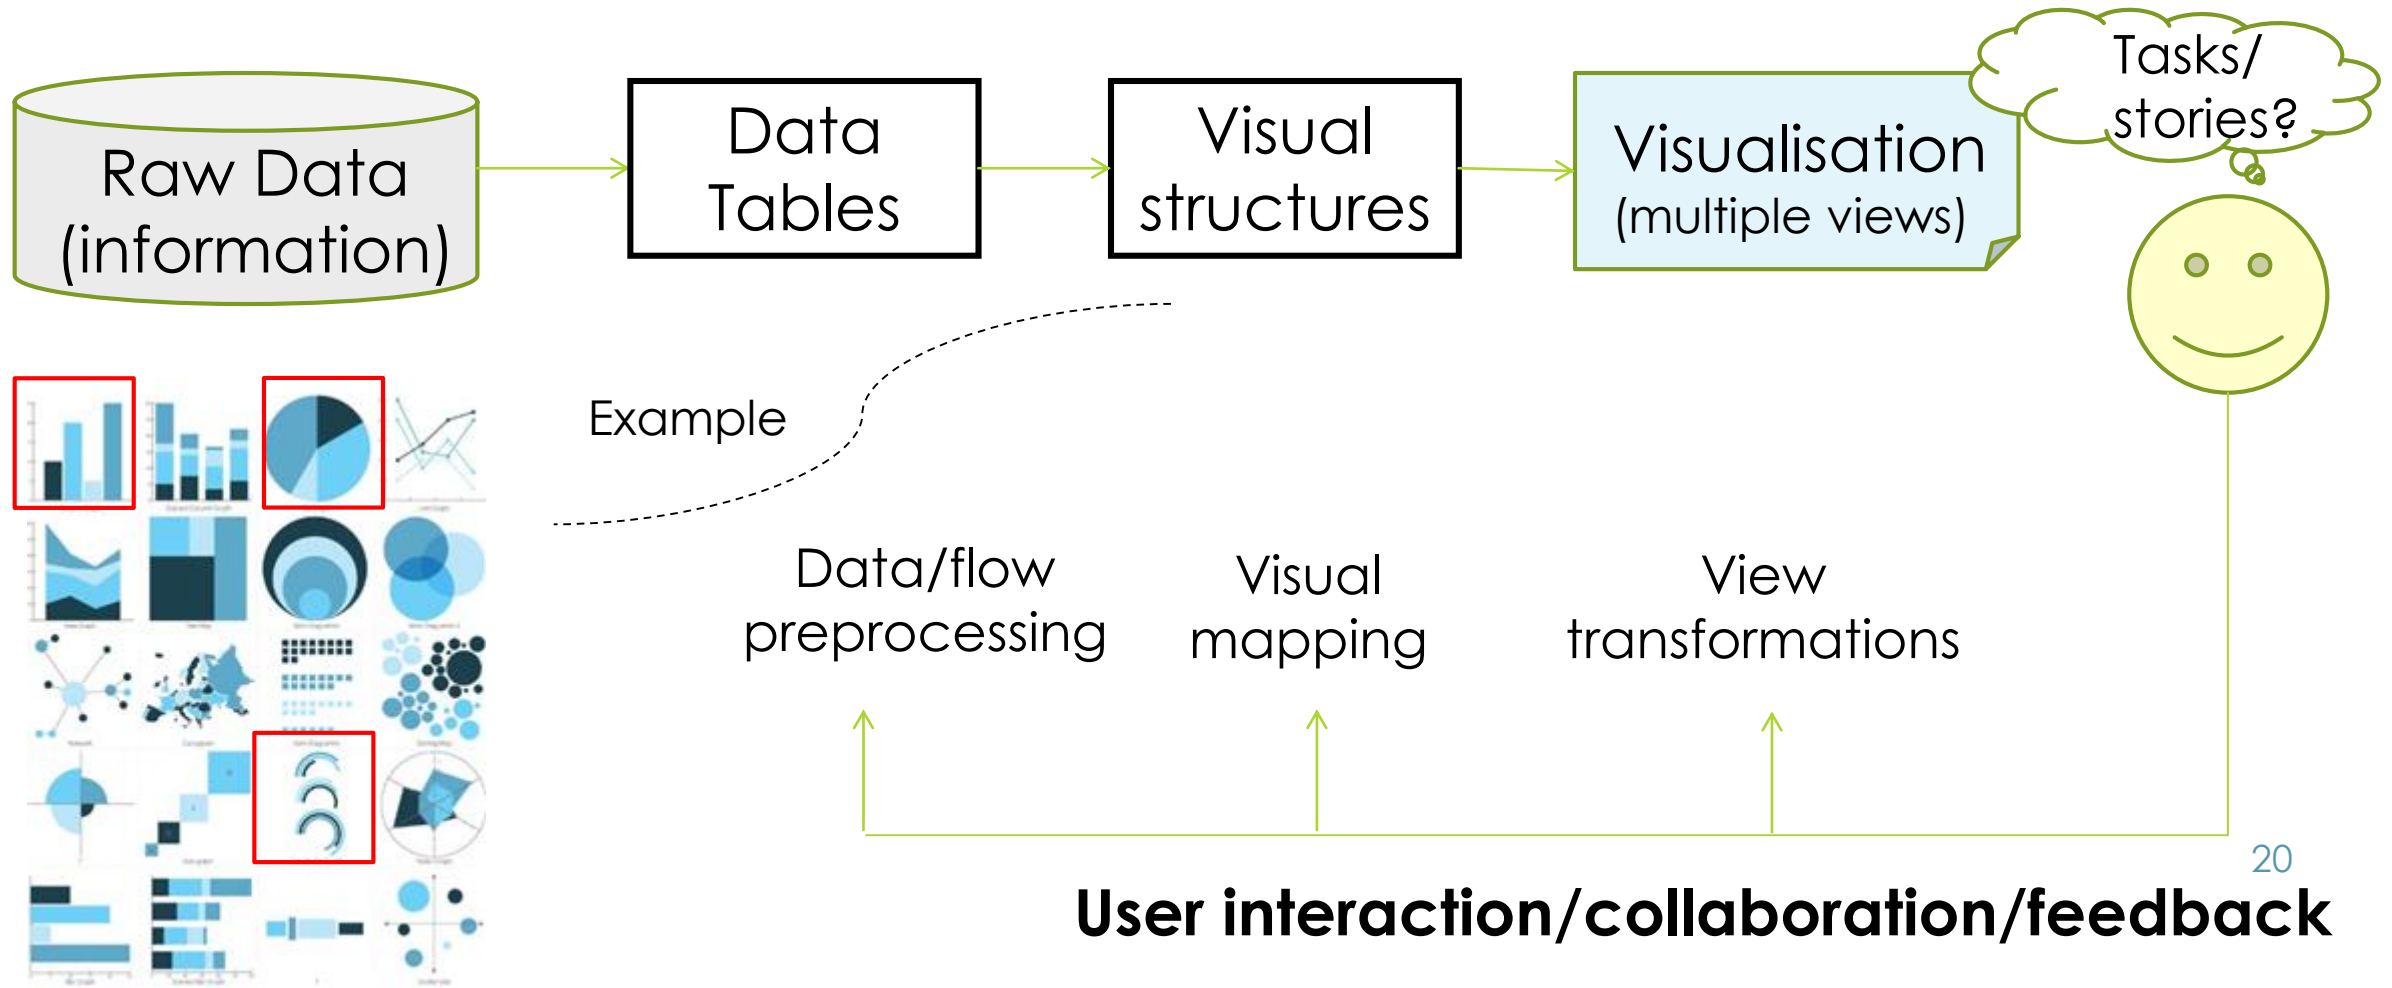 Raw Data
(information)
Data
Tables
Visual
structures
Visualisation
(multiple views)
Tasks/
stories?
Example
Data/flow
preprocessing
Visual
mapping
View
transformations
20
User interaction/collaboration/feedback